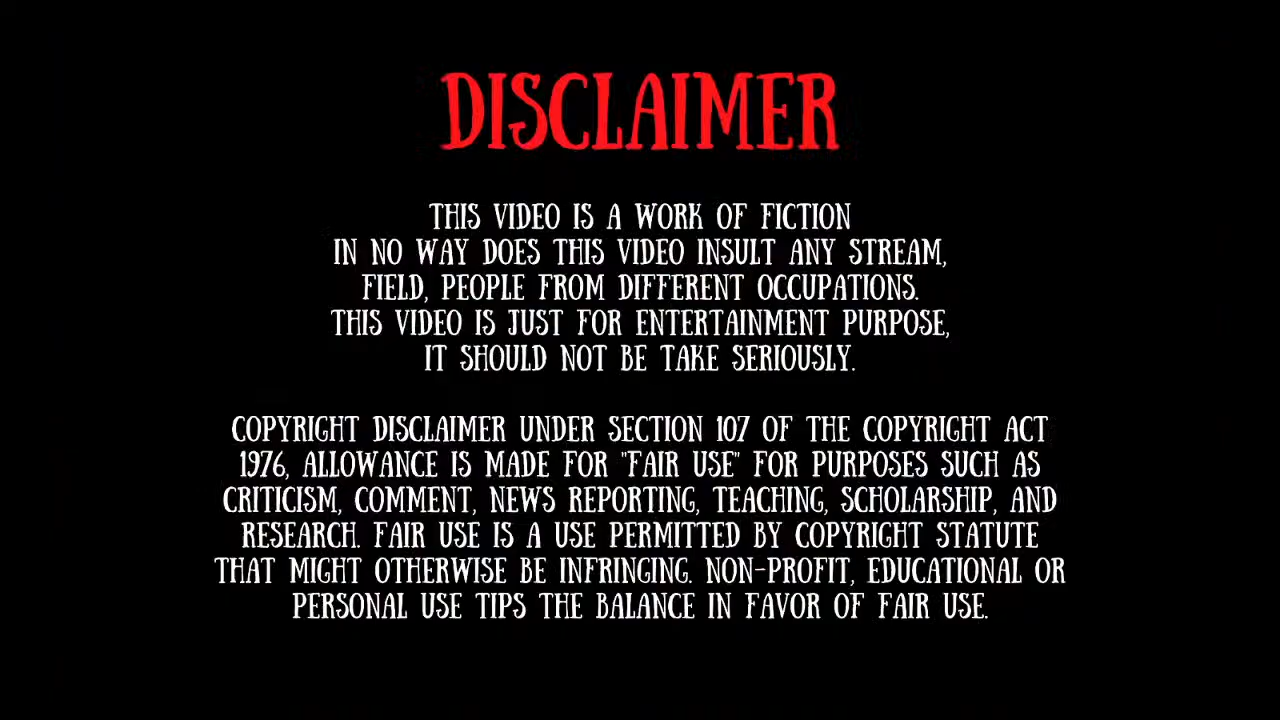 DISCLAIMER
THIS VIDEO IS A WORK OF FICTION
IN NO WAY DOES THIS VIDEO INSULT ANY STREAM,
FIELD, PEOPLE FROM DIFFERENT OCCUPATIONS.
THIS VIDEO IS JUST FOR ENTERTAINMENT PURPOSE,
IT SHOULD NOT BE TAKE SERIOUSLY.
COPYRIGHT DISCLAIMER UNDER SECTION 107 OF THE COPYRIGHT ACT
1976, ALLOWANCE IS MADE FOR "FAIR USE" FOR PURPOSES SUCH AS
CRITICISM, COMMENT, NEWS REPORTING, TEACHING, SCHOLARSHIP, AND
RESEARCH. FAIR USE IS A USE PERMITTED BY COPYRIGHT STATUTE
THAT MIGHT OTHERWISE BE INFRINGING. NON-PROFIT, EDUCATIONAL OR
PERSONAL USE TIPS THE BALANCE IN FAVOR OF FAIR USE.